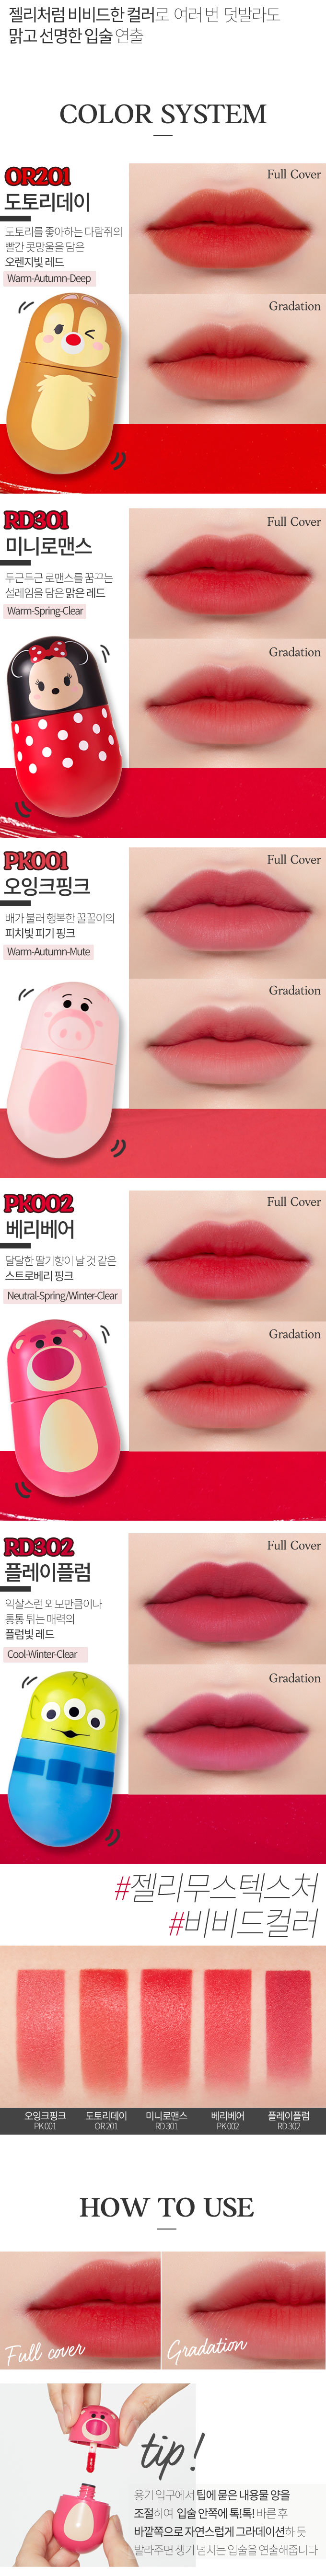 젤리처럼 비비드한 컬러로 여러 번 덧발라도
맑고 선명한 입술 연출
COLOR SYSTEM
OR201
도토리데이
도토리를 좋아하는 다람쥐의
빨간 콧망울을 담은
오렌지빛 레드
Warm-Autumn-Deep
Full Cover
Gradation
RD301
미니로맨스
두근두근 로맨스를 꿈꾸는
설레임을 담은 맑은 레드
Warm-Spring-Clear
Full Cover
Gradation
PK001
오잉크핑크
배가 불러 행복한 꿀꿀이의
피치빛 피기 핑크
Warm-Autumn-Mute
Full Cover
Gradation
PK002
베리베어
달달한 딸기향이 날 것 같은
스트로베리 핑크
Neutral-Spring/Winter-Clear
Full Cover
Gradation
RD302
플레이플럼
익살스런 외모만큼이나
통통 튀는 매력의
플럼빛 레드
Cool-Winter-Clear
Full Cover
Gradation
#젤리무스텍스처
#비비드컬러
오잉크핑크 도토리데이 미니로맨스 베리베어 플레이플럼
PK 001 OR 201 RD 301 PK 002 RD 302
HOW TO USE
Full cover Gradation
tip!
용기 입구에서 팁에 묻은 내용물 양을
조절하여 입술 안쪽에 톡!톡! 바른 후
바깥쪽으로 자연스럽게 그라데이션하 듯
발라주면 생기 넘치는 입술을 연출해줍니다